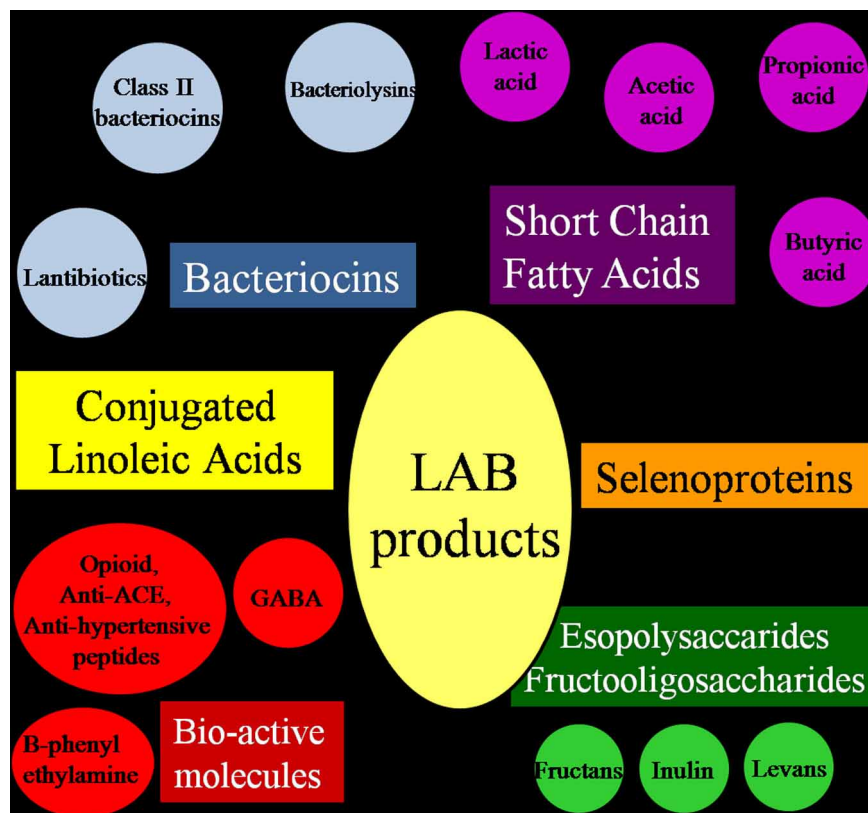 Class II
bacteriocins
Bacteriolysins
Lactic
acid
Acetic
acid
Propionic
acid
Lantibiotics
Bacteriocins
Short Chain
Fatty Acids
Butyric
acid
Conjugated
Linoleic Acids
LAB
products
Selenoproteins
Opioid,
Anti-ACE,
Anti-hypertensive
peptides
GABA
Esopolysaccarides
Fructooligosaccharides
B-phenyl
ethylamine
Bio-active
molecules
Fructans
Inulin
Levans